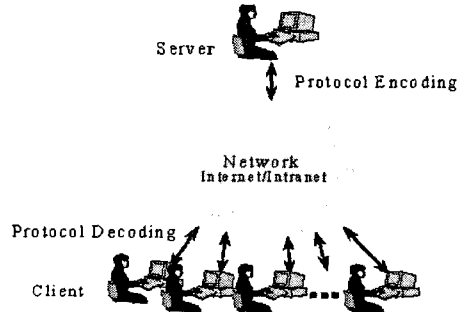 Server
Protocol Encoding
Network
Internet/Intranet
Protocol Decoding
Client